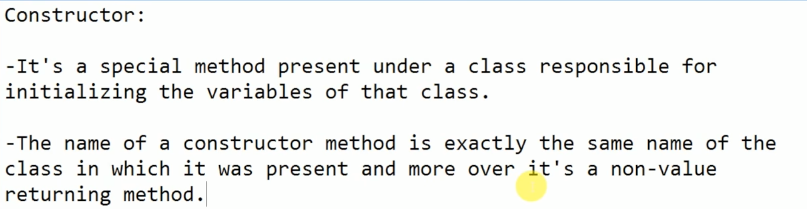 Constructor:
-It's a special method present under a class responsible for
initializing the variables of that class.
-The name of a constructor method is exactly the same name of the
class in which it was present and more over it's a non-value
returning method.